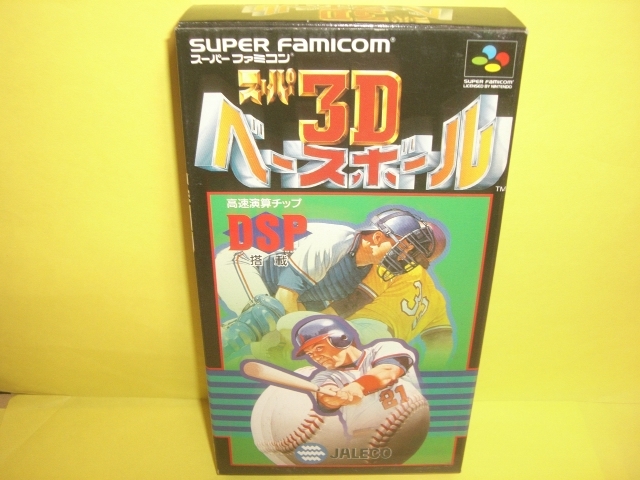 SUPER FAMICOM®
スーパーファミコン®
SUPER FAMICOM®
LICENSED BY NINTENDO
スーパー3D
ベースボール
TM
高速演算チップ
DSP
搭載
21
JALECO